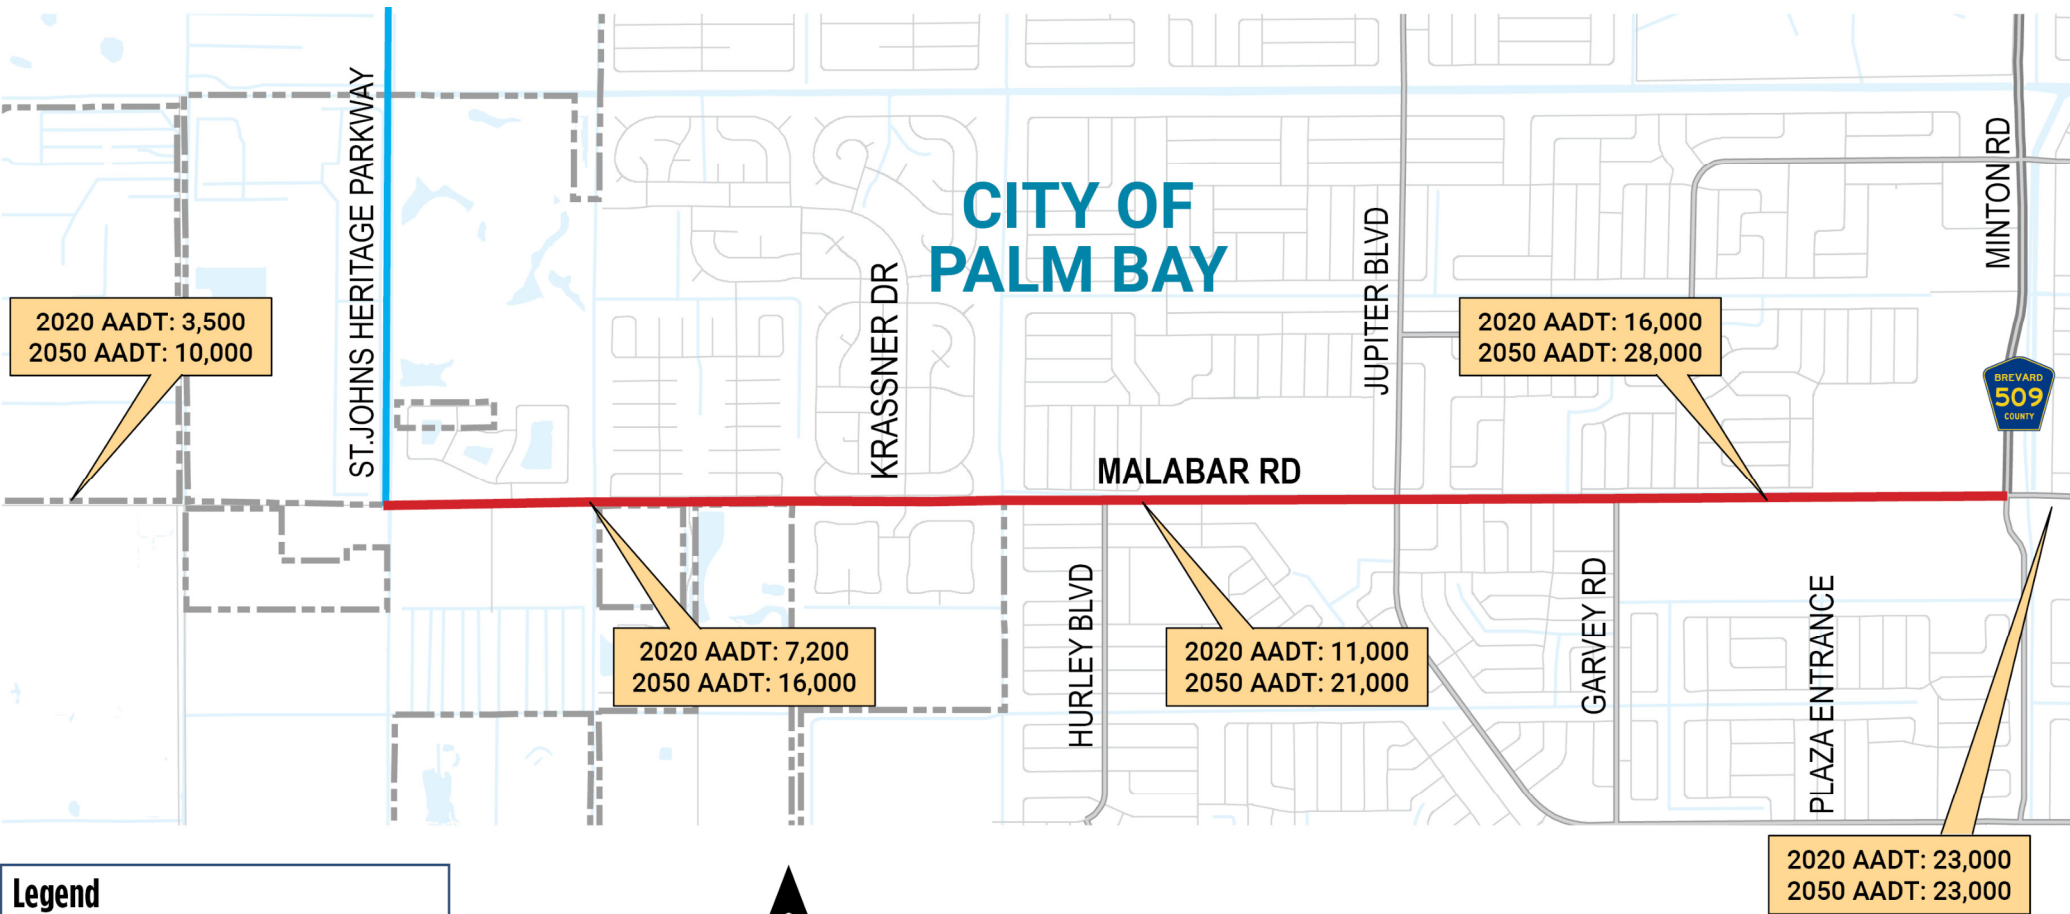 CITY OF
PALM BAY
ST.JOHNS HERITAGE PARKWAY
KRASSNER DR
JUPITER BLVD
MINTON RD
2020 AADT: 3,500
2050 AADT: 10,000
2020 AADT: 16,000
2050 AADT: 28,000
BREVARD
509
COUNTY
MALABAR RD
HURLEY BLVD
GARVEY RD
PLAZA ENTRANCE
2020 AADT: 7,200
2050 AADT: 16,000
2020 AADT: 11,000
2050 AADT: 21,000
2020 AADT: 23,000
2050 AADT: 23,000
Legend